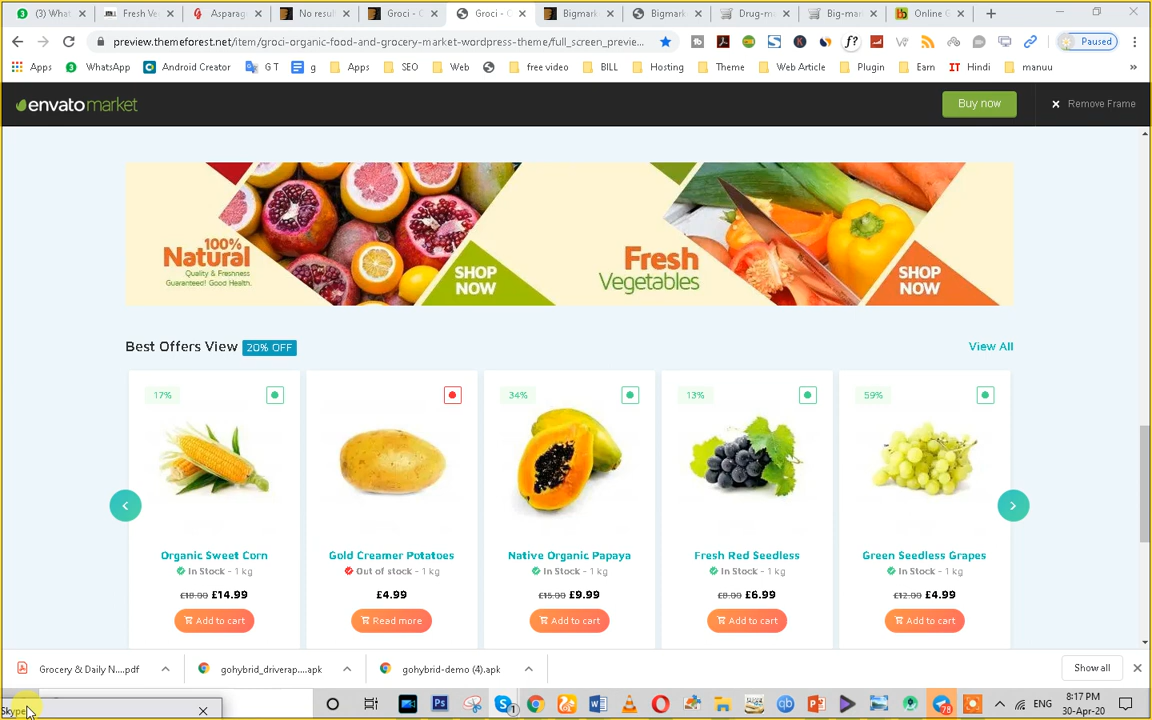 (3) What
Fresh Ve
Asparag
No resul
Groci - C
Groci - C
Bigmark
Bigmark
Drug-m
Big-mar
Online G
preview.themeforest.net/item/groci-organic-food-and-grocery-market-wordpress-theme/full_screen_previe...
Paused
Apps
WhatsApp
Android Creator
G T
g
Apps
SEO
Web
free video
BILL
Hosting
Theme
Web Article
Plugin
Earn
IT Hindi
manuu
envatomarket
Buy now
Remove Frame
100%
Natural
Quality & Freshness
Guaranteed! Good Health.
SHOP
NOW
Fresh
Vegetables
SHOP
NOW
Best Offers View 20% OFF
View All
17%
34%
13%
59%
Organic Sweet Corn
Gold Creamer Potatoes
Native Organic Papaya
Fresh Red Seedless
Green Seedless Grapes
In Stock - 1 kg
Out of stock - 1 kg
In Stock - 1 kg
In Stock - 1 kg
In Stock - 1 kg
£18.00 £14.99
£4.99
£15.00 £9.99
£8.00 £6.99
£12.00 £4.99
Add to cart
Read more
Add to cart
Add to cart
Add to cart
Grocery & Daily N....pdf
gohybrid_driverap....apk
gohybrid-demo (4).apk
Show all
Skype
1
78
ENG
8:17 PM
30-Apr-20